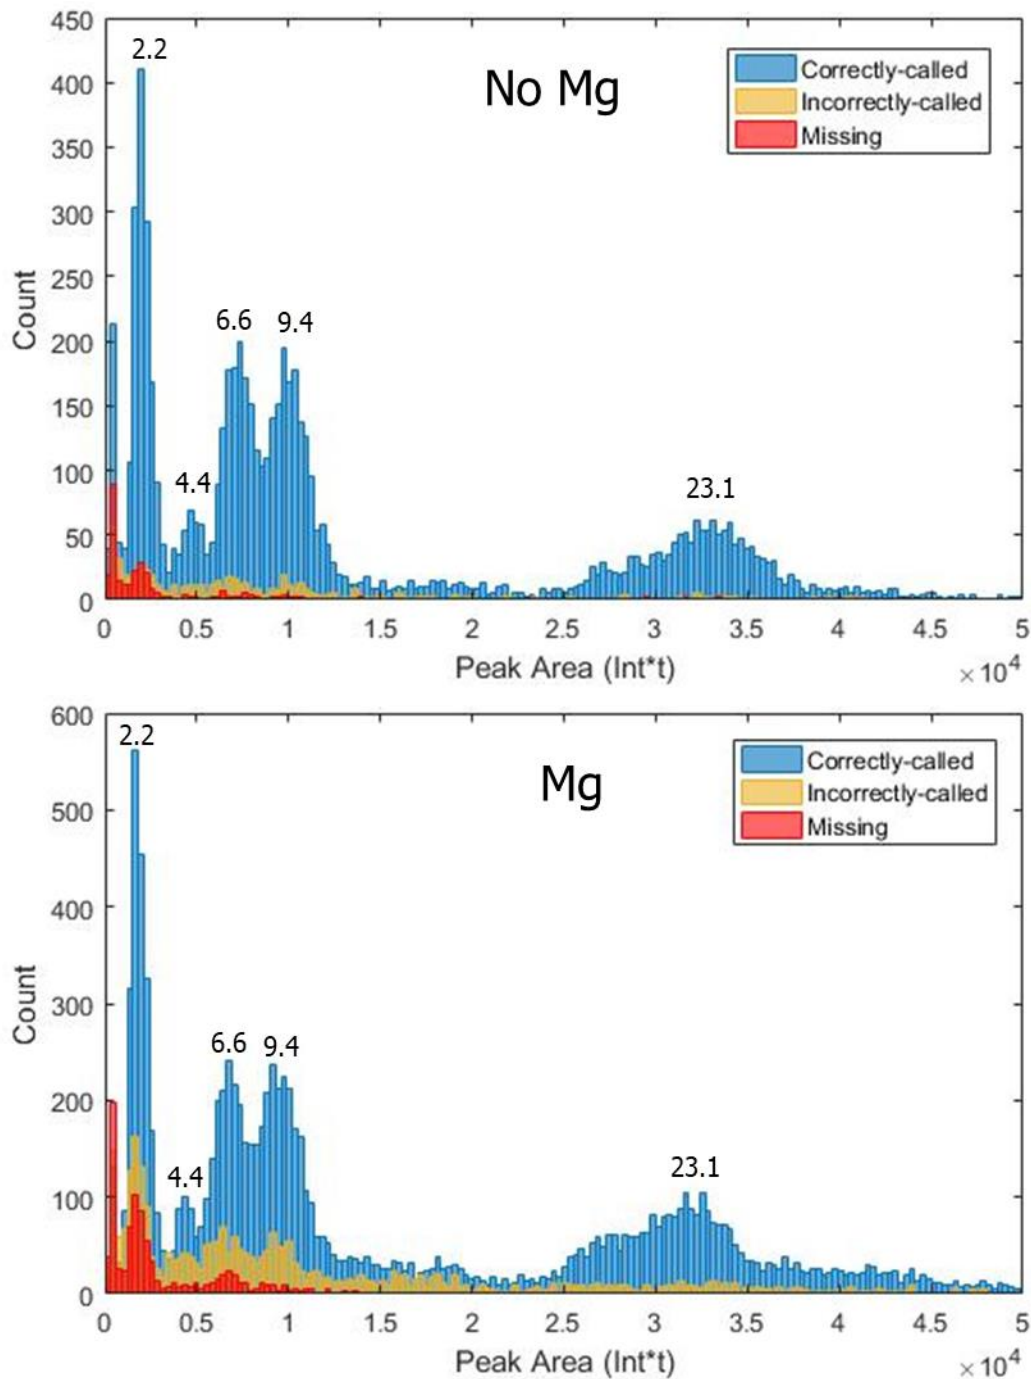 450
400
350
300
250
200
150
100
50
0
Count
2.2
4.4
6.6
9.4
23.1
No Mg
Correctly-called
Incorrectly-called
Missing
0 0.5 1 1.5 2 2.5 3 3.5 4 4.5 5
Peak Area (Int*t)
×10⁴
600
500
400
300
200
100
0
Count
2.2
4.4
6.6
9.4
23.1
Mg
Correctly-called
Incorrectly-called
Missing
0 0.5 1 1.5 2 2.5 3 3.5 4 4.5 5
Peak Area (Int*t)
×10⁴